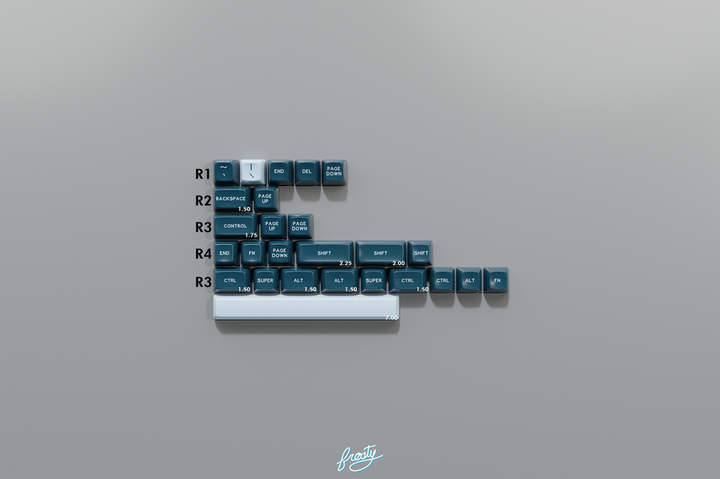 R1 ~ ` | \ END DEL PAGE DOWN
R2 BACKSPACE 1.50 PAGE UP
R3 CONTROL 1.75 PAGE UP PAGE DOWN
R4 END FN PAGE DOWN SHIFT 2.25 SHIFT 2.00 SHIFT
R3 CTRL 1.50 SUPER ALT 1.50 ALT 1.50 SUPER CTRL 1.50 CTRL ALT FN
7.00
frosty